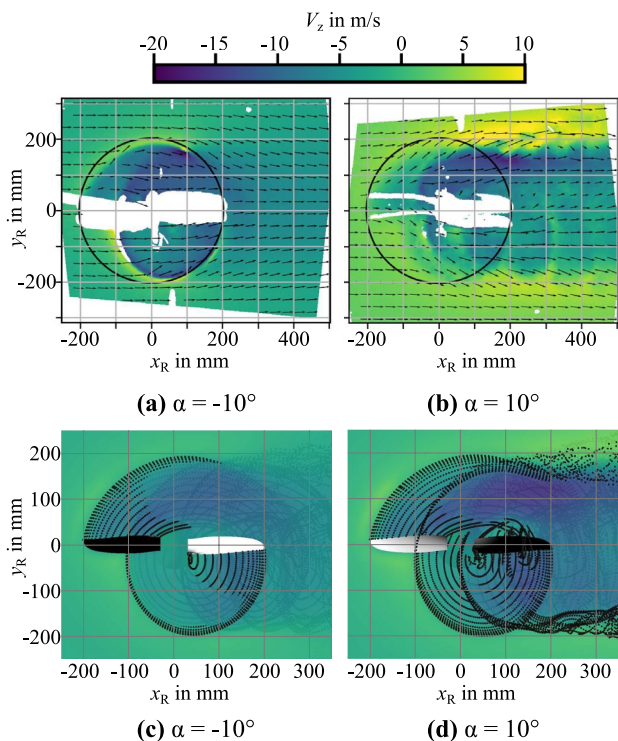 V_z in m/s
-20 -15 -10 -5 0 5 10
200
0
-200
y_R in mm
-200 0 200 400
x_R in mm
-200 0 200 400
x_R in mm
(a) α = -10°
(b) α = 10°
200
100
0
-100
-200
y_R in mm
-200 -100 0 100 200 300
x_R in mm
-200 -100 0 100 200 300
x_R in mm
(c) α = -10°
(d) α = 10°